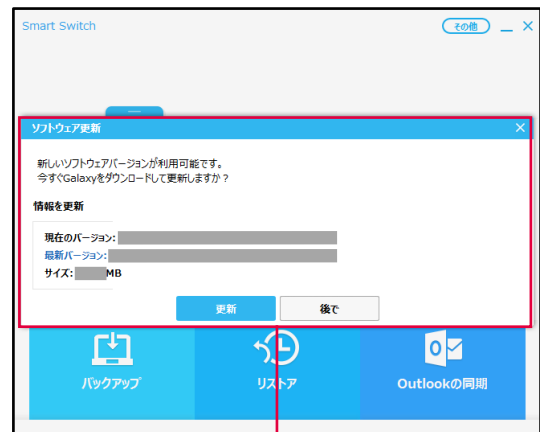 Smart Switch
その他
ソフトウェア更新
新しいソフトウェアバージョンが利用可能です。
今すぐGalaxyをダウンロードして更新しますか？
情報を更新
現在のバージョン:
最新バージョン:
サイズ: MB
更新 後で
バックアップ リストア Outlookの同期